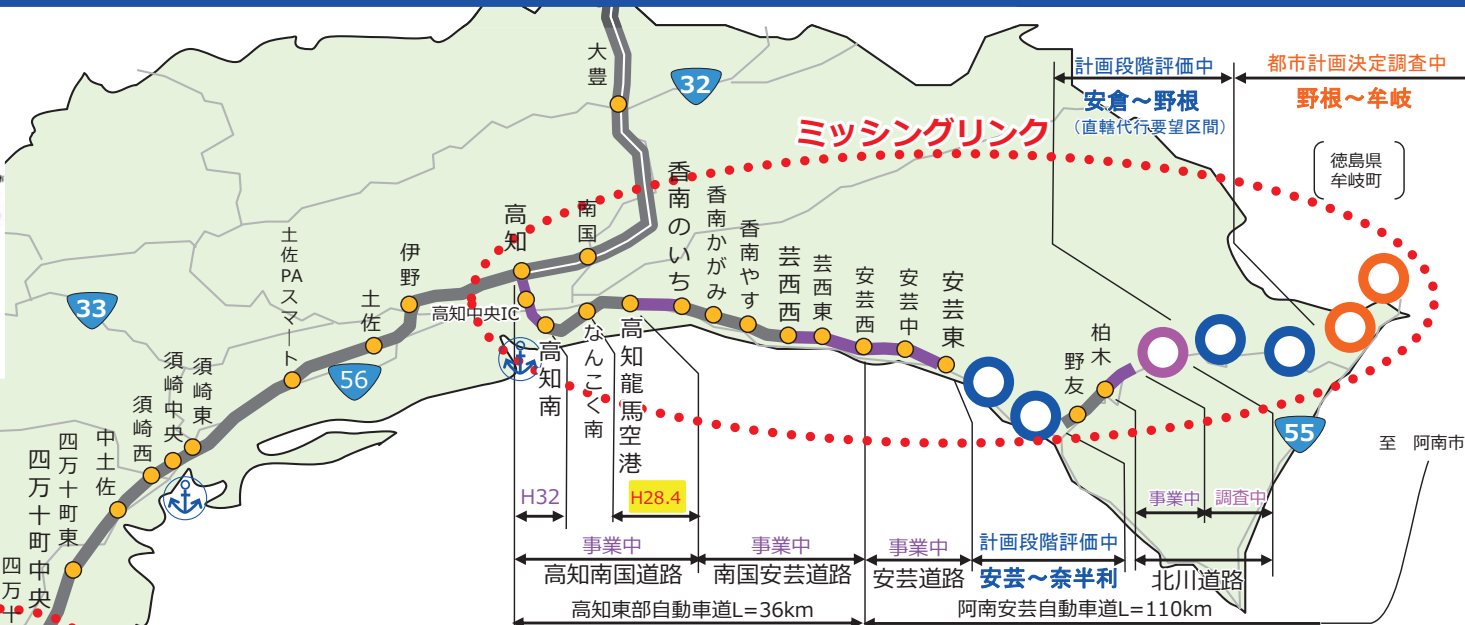 大豊
32
計画段階評価中
安倉～野根
（直轄代行要望区間）
都市計画決定調査中
野根～牟岐
徳島県
牟岐町
ミッシングリンク
高知
南国
香南のいち
香南かがみ
香南やす
芸西西
芸西東
安芸西
安芸中
安芸東
柏木
野友
土佐PAスマート
伊野
土佐
33
高知中央IC
高知南
なんこく南
高知龍馬空港
56
須崎東
須崎中央
須崎西
中土佐
四万十町東
四万十町中央
四万十
55
至 阿南市
H32
H28.4
事業中
高知南国道路
事業中
南国安芸道路
事業中
安芸道路
計画段階評価中
安芸～奈半利
事業中
調査中
北川道路
高知東部自動車道L=36km
阿南安芸自動車道L=110km